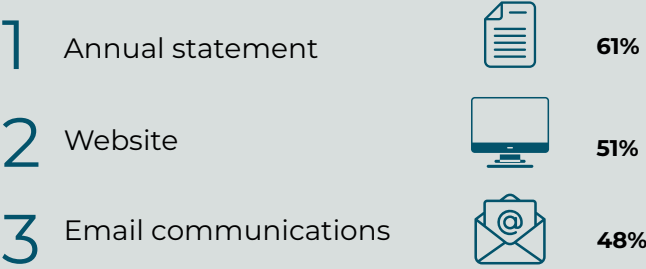 1 Annual statement 61%
2 Website 51%
3 Email communications @ 48%